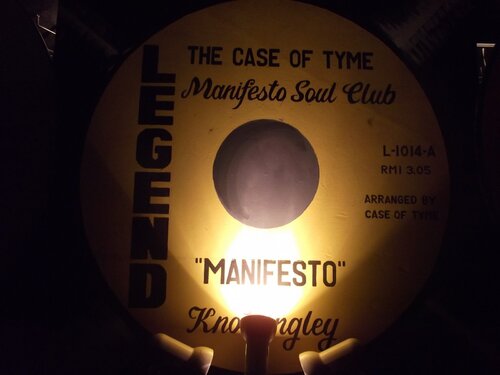 LEGEND
THE CASE OF TYME
Manifesto Soul Club
L-1014-A
RMI 3.05
ARRANGED BY
CASE OF TYME
"MANIFESTO"